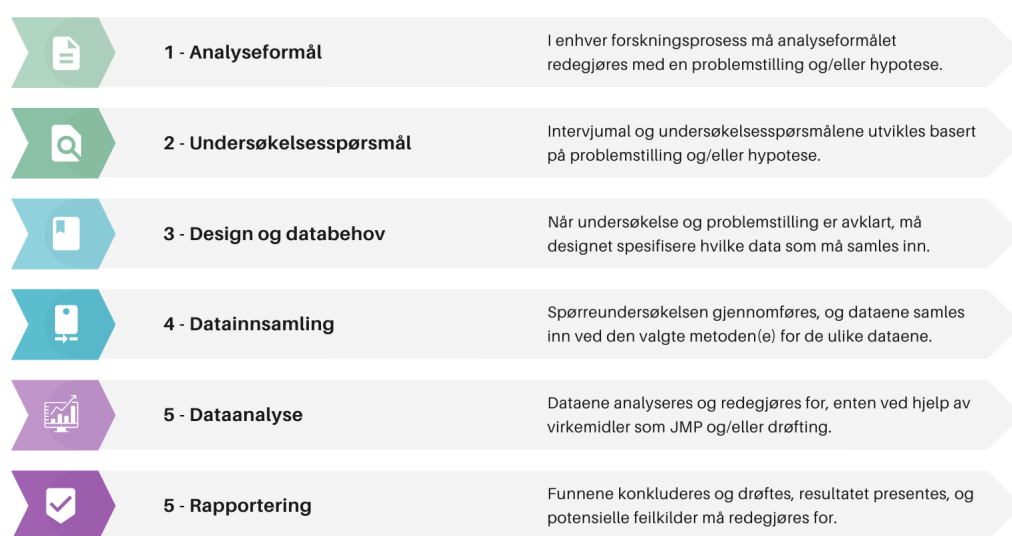 1 - Analyseformål
I enhver forskningsprosess må analyseformålet
redegjøres med en problemstilling og/eller hypotese.
2 - Undersøkelsesspørsmål
Intervjumal og undersøkelsesspørsmålene utvikles basert
på problemstilling og/eller hypotese.
3 - Design og databehov
Når undersøkelse og problemstilling er avklart, må
designet spesifisere hvilke data som må samles inn.
4 - Datainnsamling
Spørreundersøkelsen gjennomføres, og dataene samles
inn ved den valgte metoden(e) for de ulike dataene.
5 - Dataanalyse
Dataene analyseres og redegjøres for, enten ved hjelp av
virkemidler som JMP og/eller drøfting.
5 - Rapportering
Funnene konkluderes og drøftes, resultatet presentes, og
potensielle feilkilder må redegjøres for.